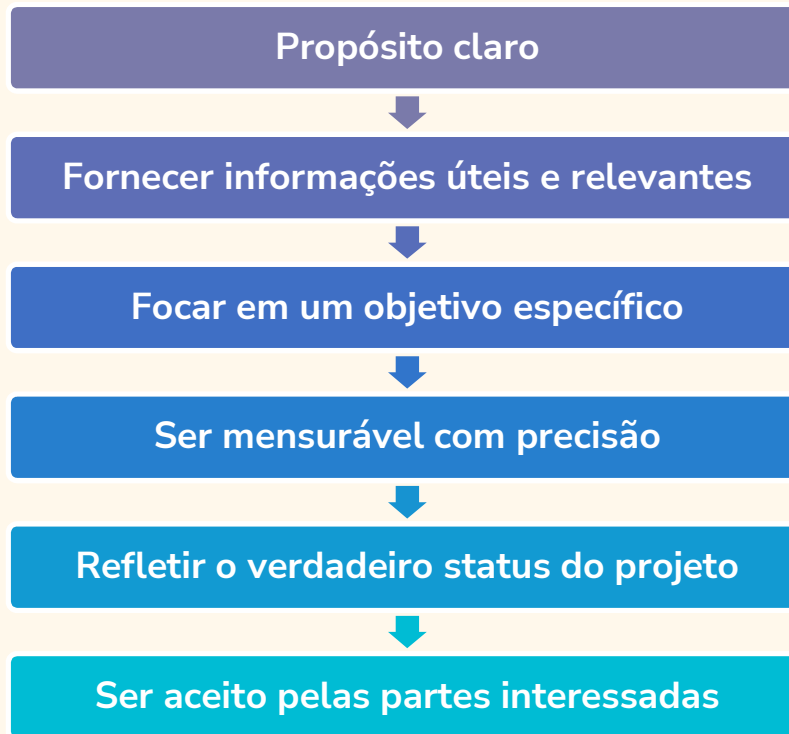 Propósito claro
Fornecer informações úteis e relevantes
Focar em um objetivo específico
Ser mensurável com precisão
Refletir o verdadeiro status do projeto
Ser aceito pelas partes interessadas